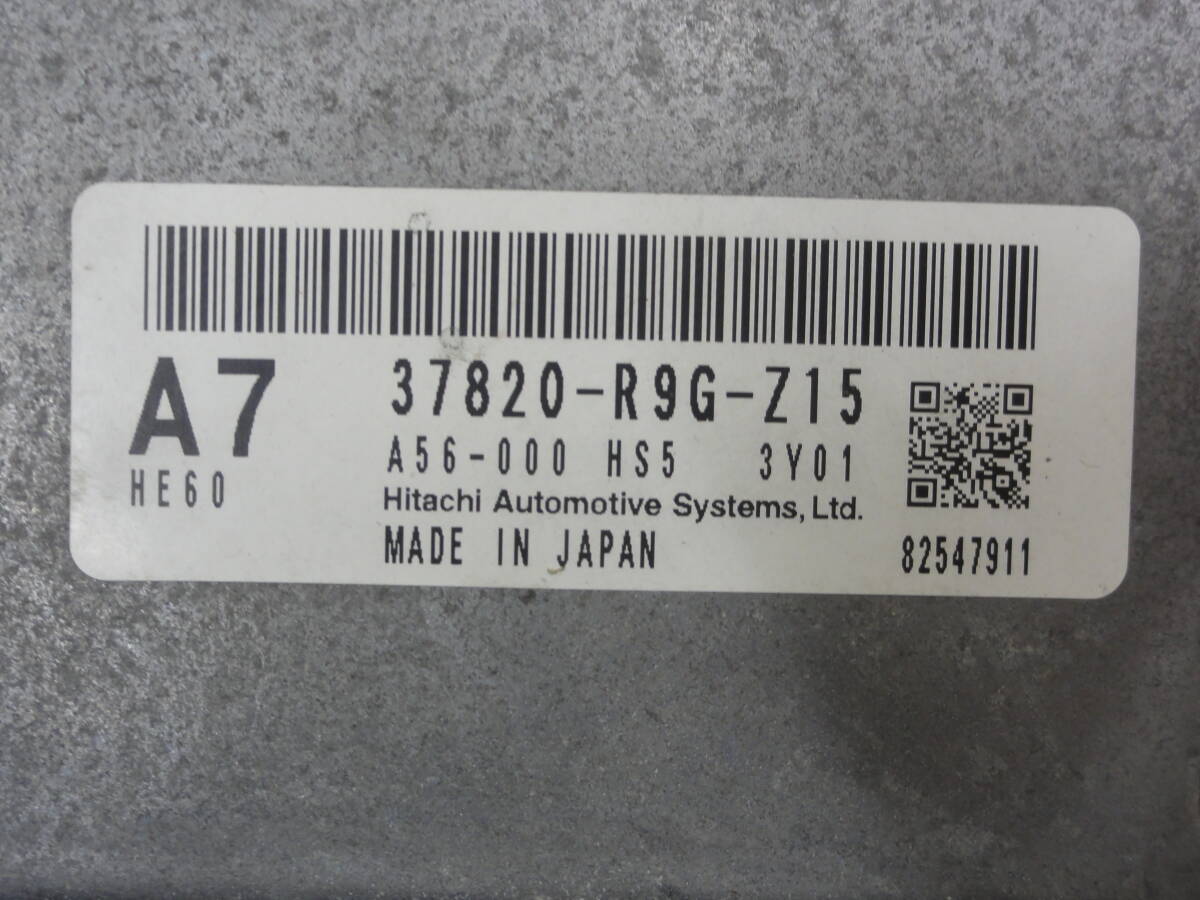 A7
37820-R9G-Z15
A56-000 HS5 3Y01
HE60
Hitachi Automotive Systems, Ltd.
MADE IN JAPAN
82547911